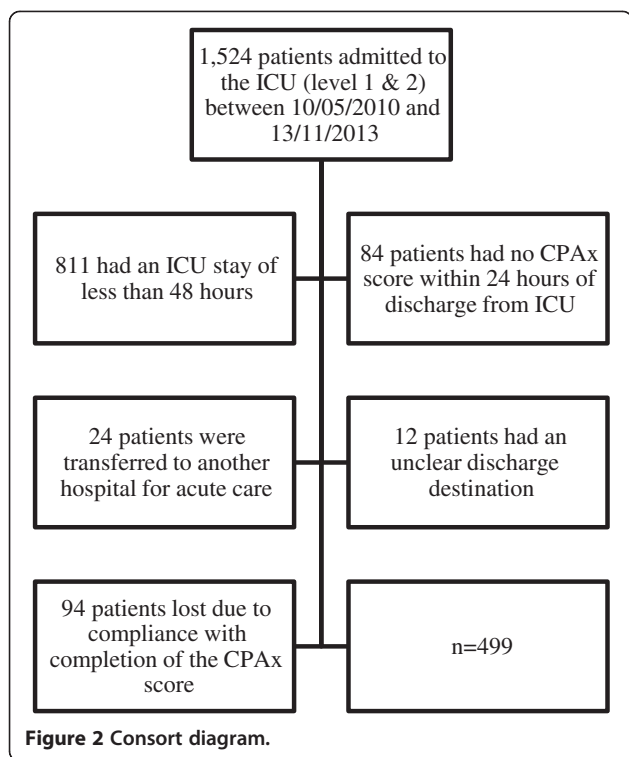 1,524 patients admitted to
the ICU (level 1 & 2)
between 10/05/2010 and
13/11/2013
811 had an ICU stay of
less than 48 hours
84 patients had no CPAx
score within 24 hours of
discharge from ICU
24 patients were
transferred to another
hospital for acute care
12 patients had an
unclear discharge
destination
94 patients lost due to
compliance with
completion of the CPAx
score
n=499
Figure 2 Consort diagram.